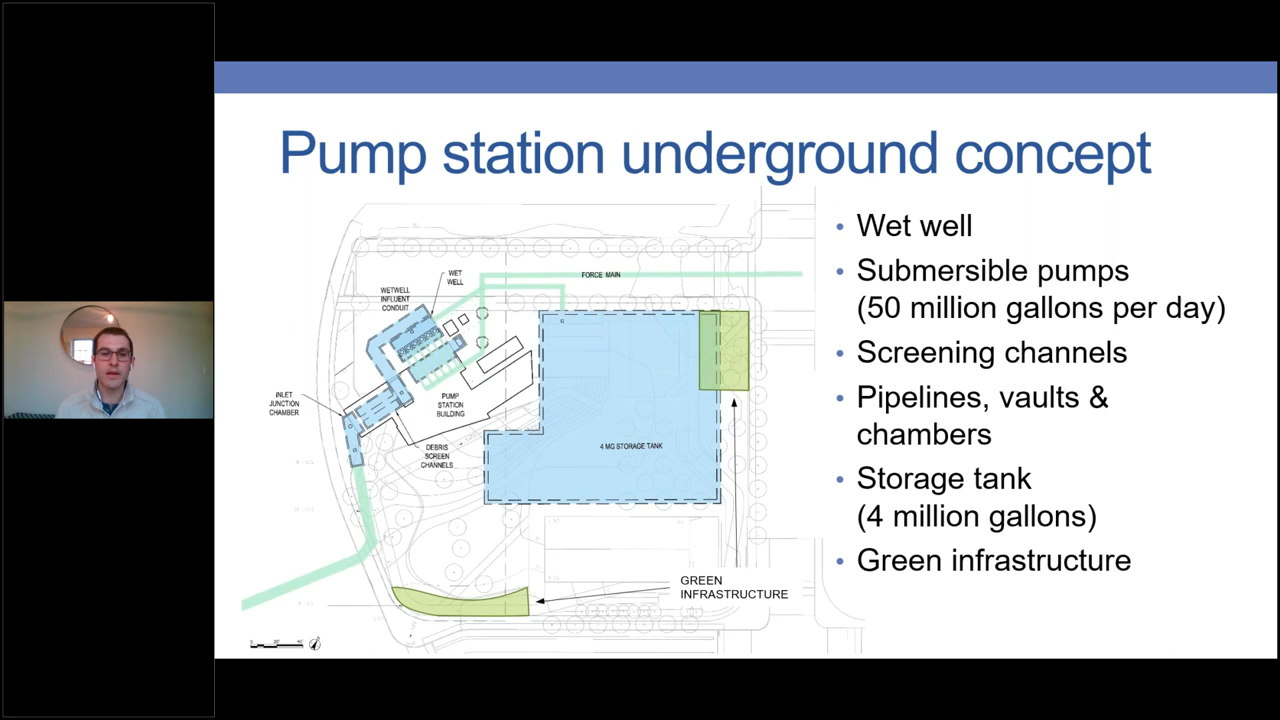 Pump station underground concept
WET
WELL
WETWELL
INFLUENT
CONDUIT
FORCE MAIN
INLET
JUNCTION
CHAMBER
PUMP
STATION
BUILDING
DEBRIS
SCREEN
CHANNELS
4 MG STORAGE TANK
GREEN
INFRASTRUCTURE
• Wet well
• Submersible pumps
(50 million gallons per day)
• Screening channels
• Pipelines, vaults &
chambers
• Storage tank
(4 million gallons)
• Green infrastructure